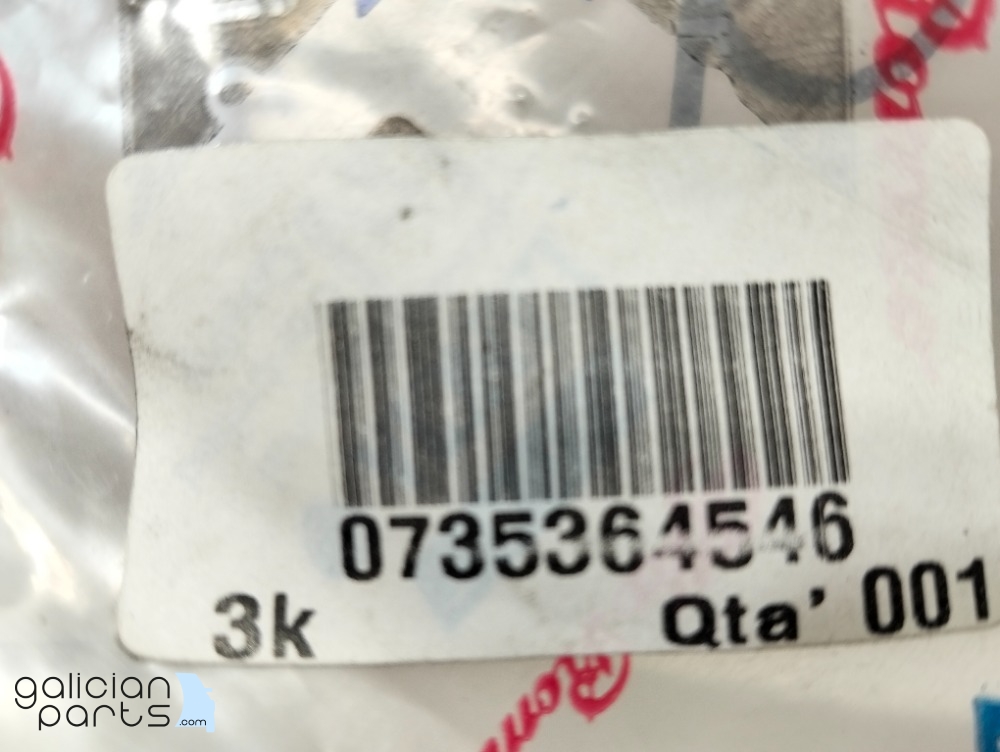 0735364546
3k
Qta' 001
galician
parts.com